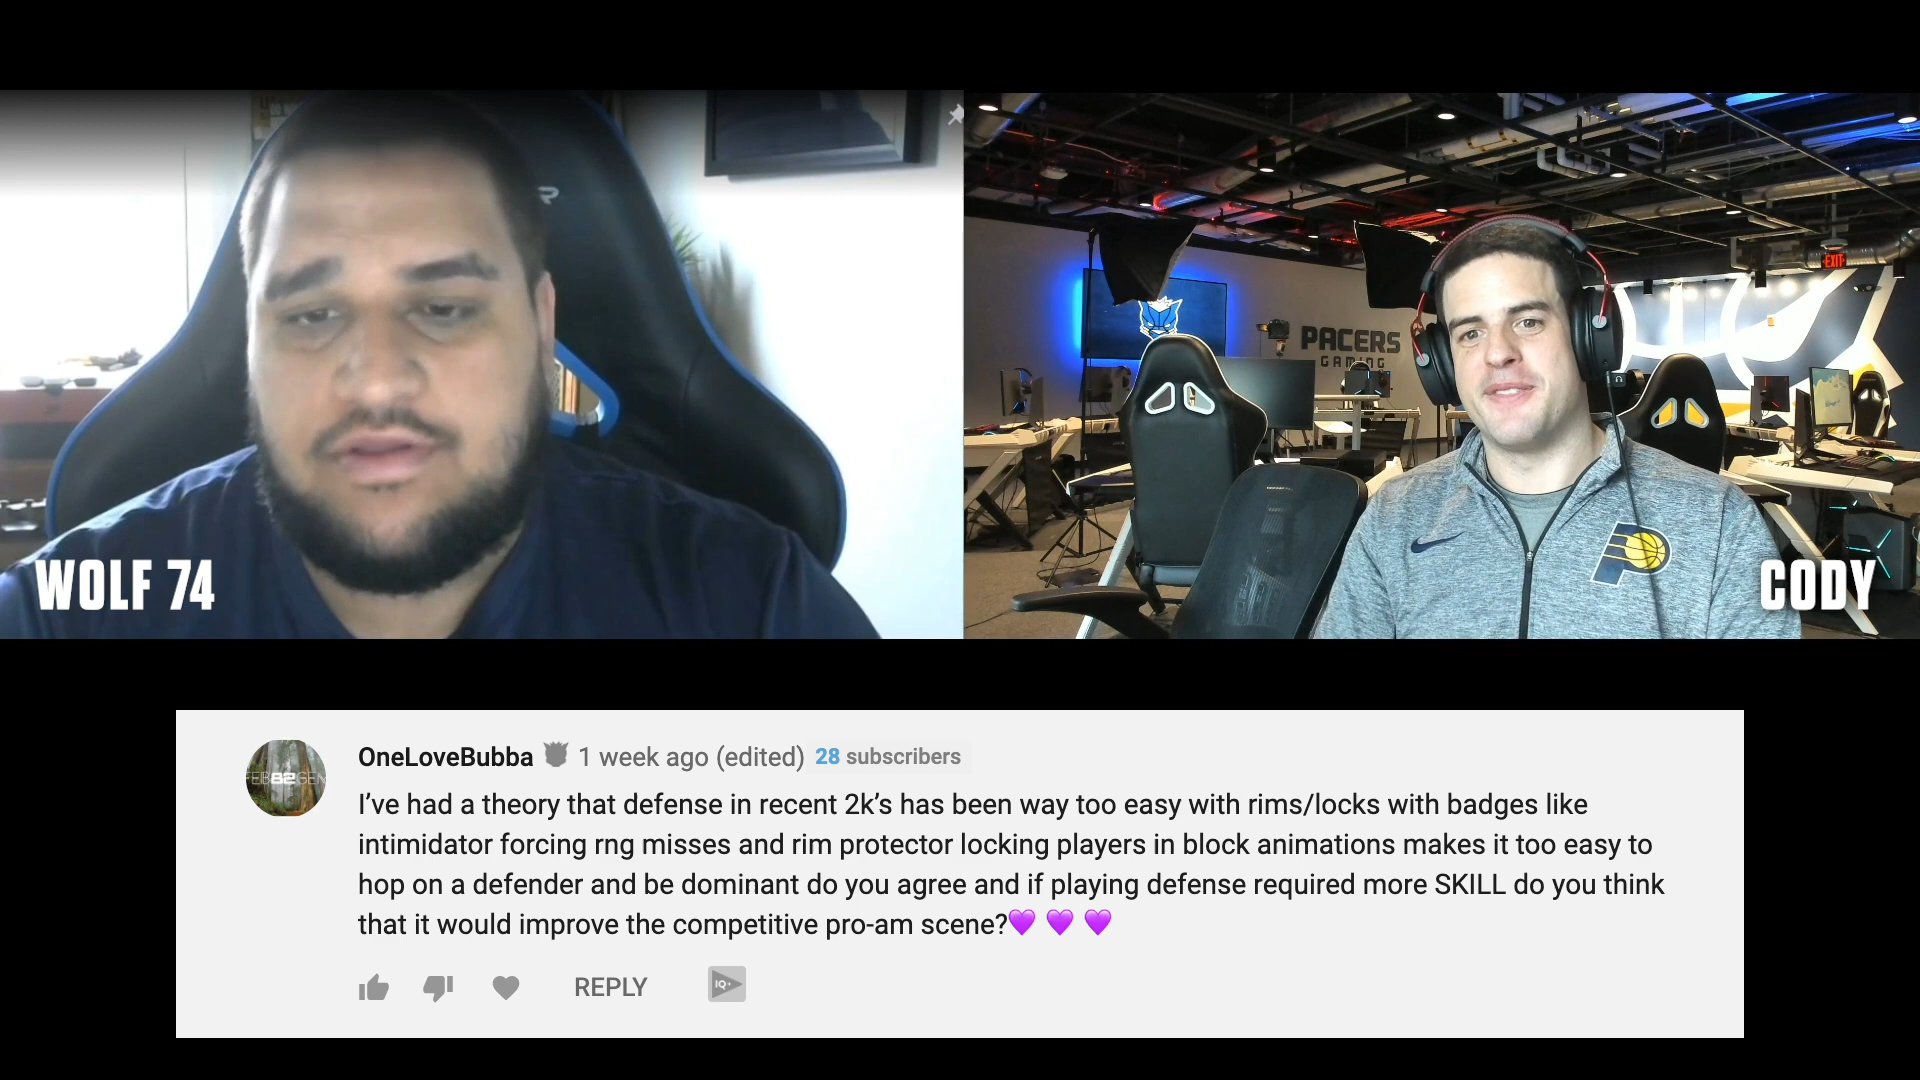 PACERS
GAMING
EXIT
WOLF 74
CODY
OneLoveBubba 1 week ago (edited) 28 subscribers
I've had a theory that defense in recent 2k's has been way too easy with rims/locks with badges like
intimidator forcing rng misses and rim protector locking players in block animations makes it too easy to
hop on a defender and be dominant do you agree and if playing defense required more SKILL do you think
that it would improve the competitive pro-am scene?💜 💜 💜
REPLY
IQ